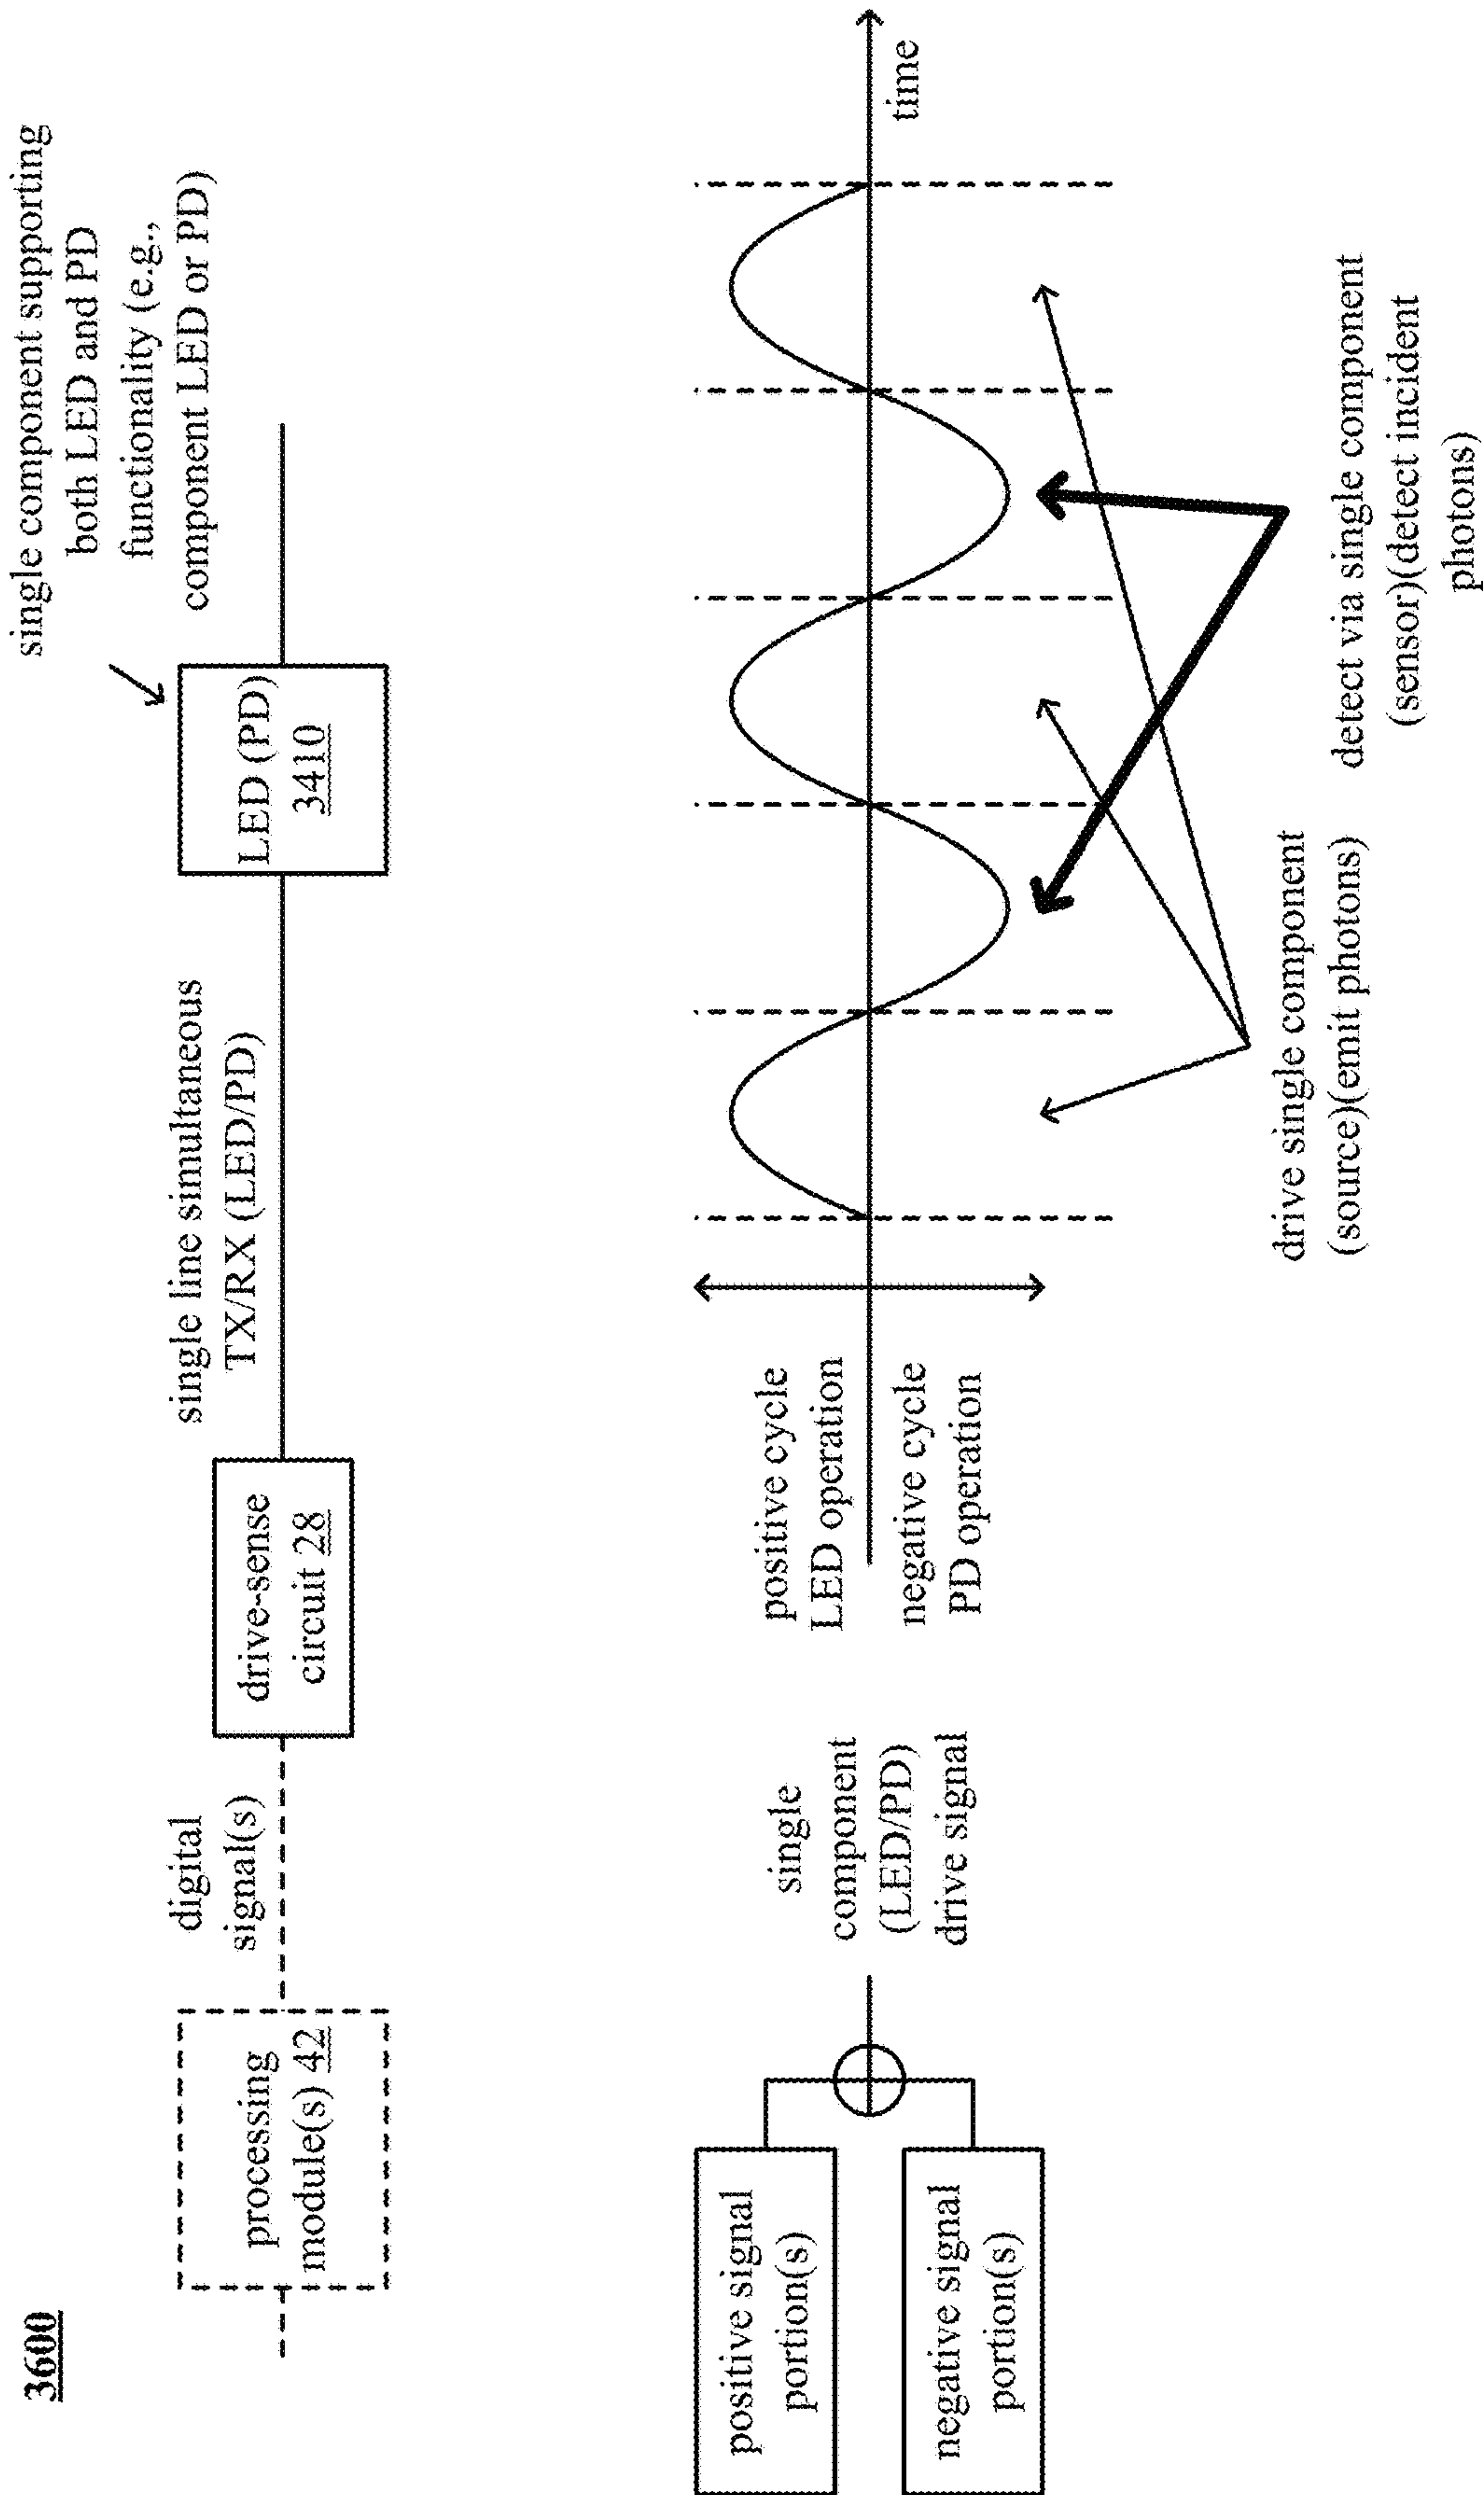 3600
processing
module(s) 42
digital
signal(s)
drive-sense
circuit 28
single line simultaneous
TX/RX (LED/PD)
LED (PD)
3410
single component supporting
both LED and PD
functionality (e.g.,
component LED or PD)
positive signal
portion(s)
negative signal
portion(s)
single
component
(LED/PD)
drive signal
positive cycle
LED operation
negative cycle
PD operation
time
drive single component
(source)(emit photons)
detect via single component
(sensor)(detect incident
photons)